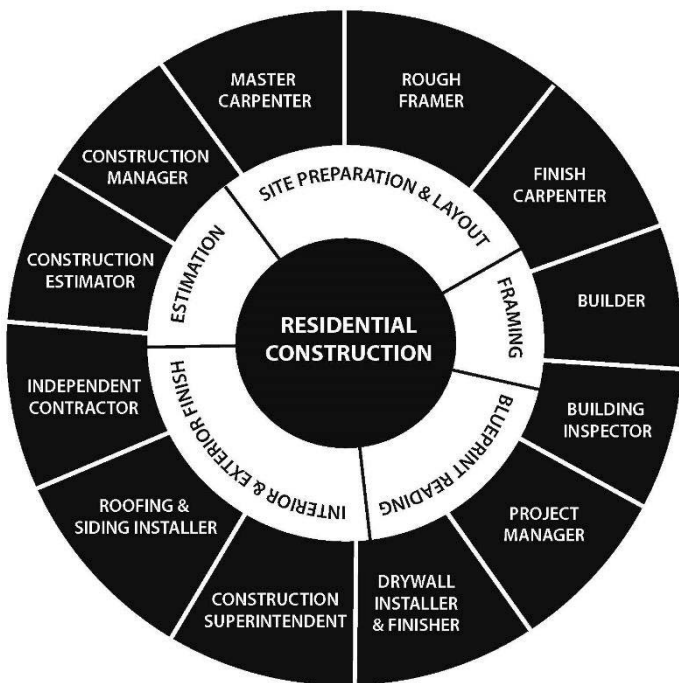 RESIDENTIAL
CONSTRUCTION
SITE PREPARATION & LAYOUT
FRAMING
BLUEPRINT READING
INTERIOR & EXTERIOR FINISH
ESTIMATION
MASTER
CARPENTER
ROUGH
FRAMER
FINISH
CARPENTER
BUILDER
BUILDING
INSPECTOR
PROJECT
MANAGER
DRYWALL
INSTALLER
& FINISHER
CONSTRUCTION
SUPERINTENDENT
ROOFING &
SIDING INSTALLER
INDEPENDENT
CONTRACTOR
CONSTRUCTION
ESTIMATOR
CONSTRUCTION
MANAGER